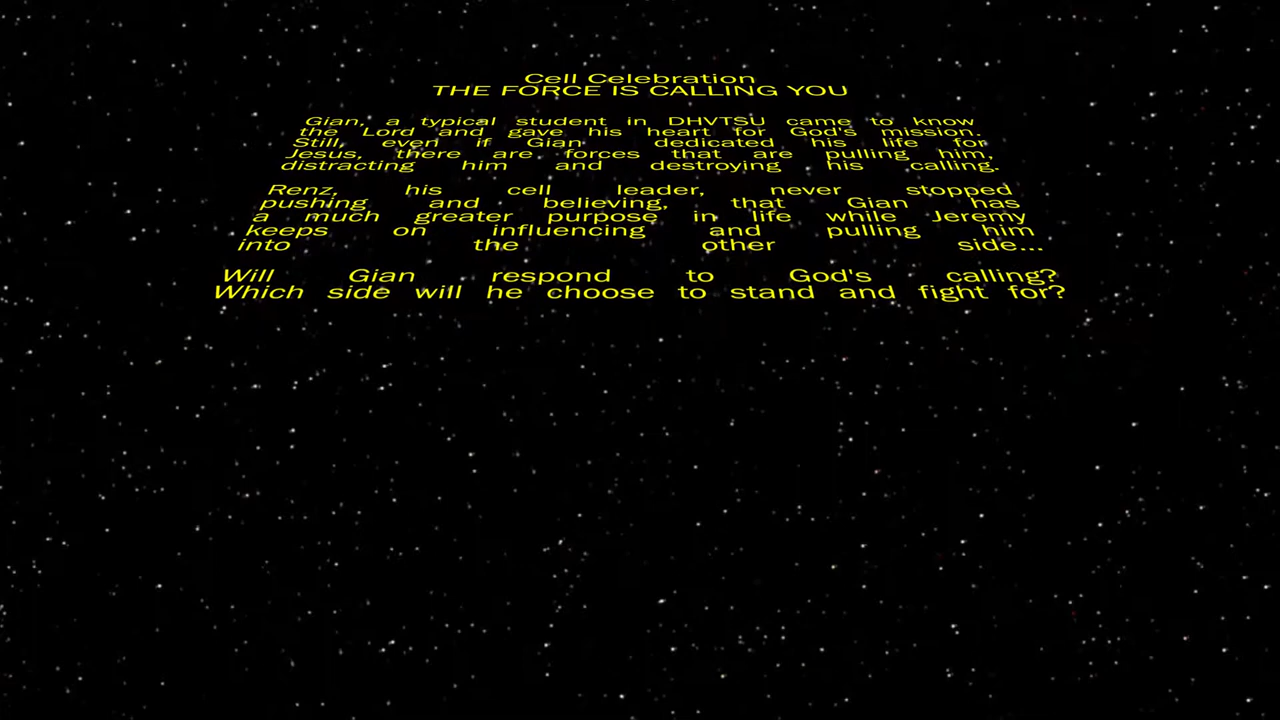 Cell Celebration
THE FORCE IS CALLING YOU
Gian, a typical student in DHVTSU came to know
the Lord and gave his heart for God's mission.
Still, even if Gian dedicated his life for
Jesus, there are forces that are pulling him,
distracting him and destroying his calling.
Renz, his cell leader, never stopped
pushing and believing, that Gian has
a much greater purpose in life while Jeremy
keeps on influencing and pulling him
into the other side...
Will Gian respond to God's calling?
Which side will he choose to stand and fight for?